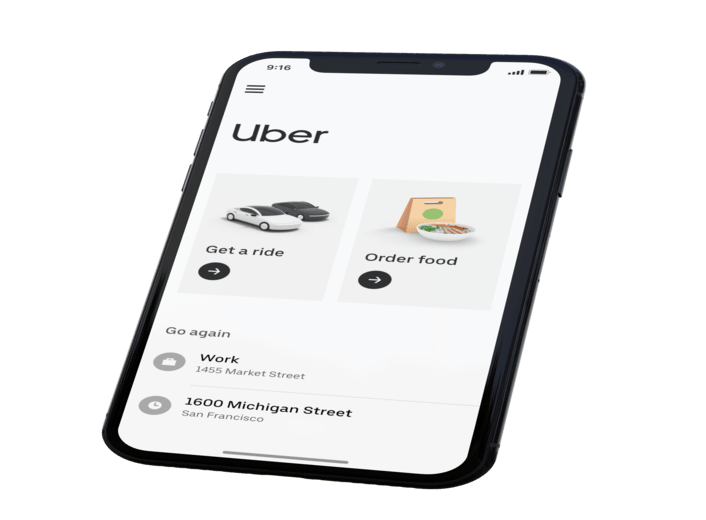 9:16
Uber
Get a ride
Order food
Go again
Work
1455 Market Street
1600 Michigan Street
San Francisco